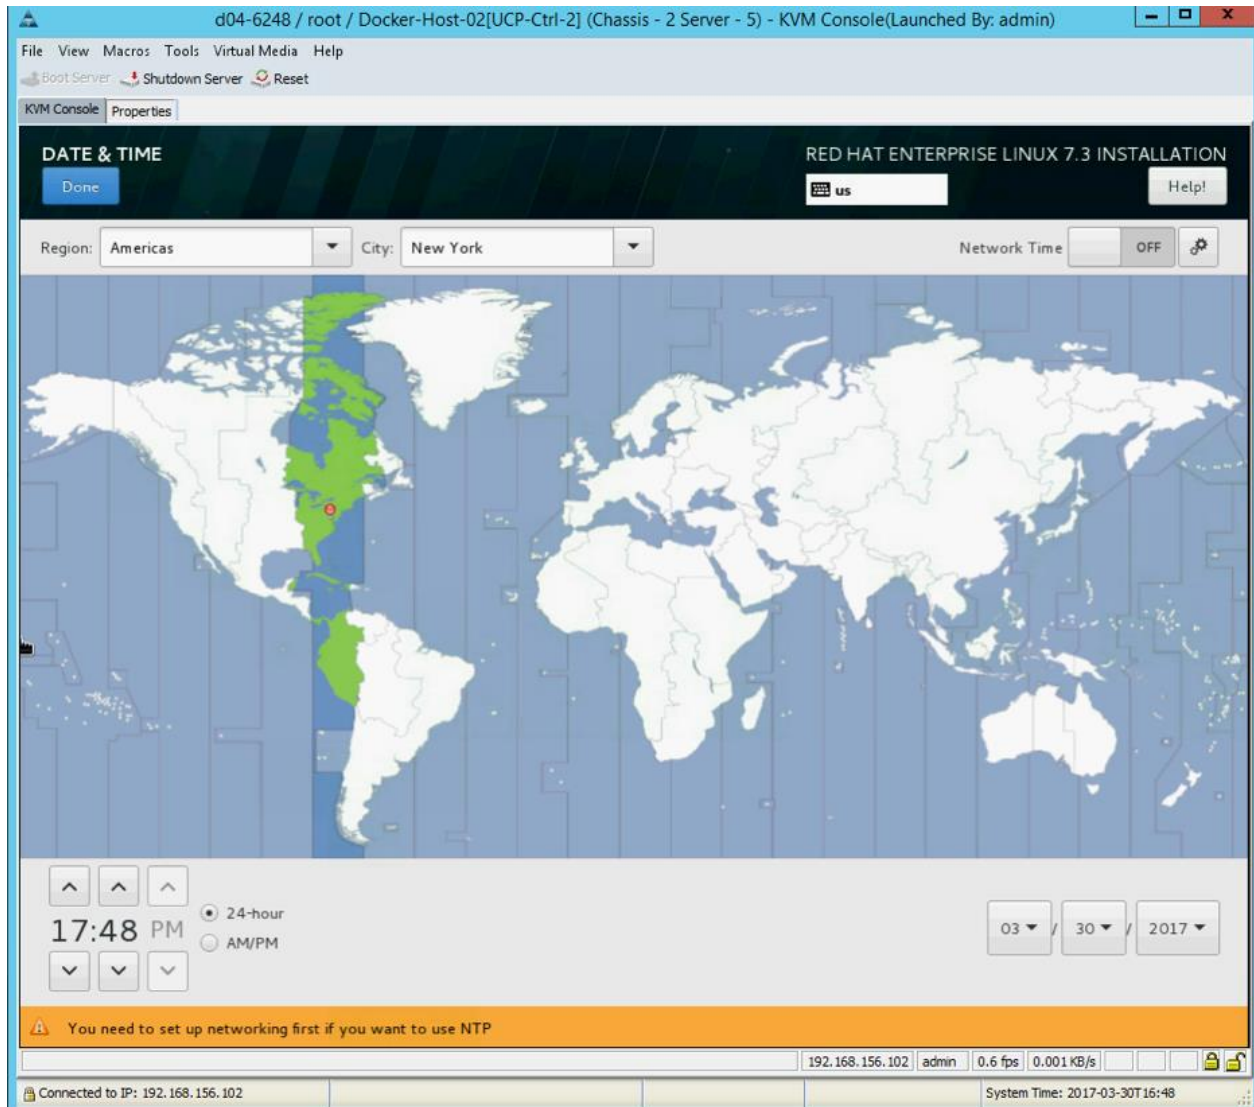 d04-6248 / root / Docker-Host-02[UCP-Ctrl-2] (Chassis - 2 Server - 5) - KVM Console(Launched By: admin)
File View Macros Tools Virtual Media Help
Boot Server Shutdown Server Reset
KVM Console Properties
DATE & TIME
RED HAT ENTERPRISE LINUX 7.3 INSTALLATION
Done
us
Help!
Region: Americas City: New York Network Time OFF
17:48 PM
24-hour
AM/PM
03 / 30 / 2017
You need to set up networking first if you want to use NTP
192.168.156.102 admin 0.6 fps 0.001 KB/s
Connected to IP: 192.168.156.102 System Time: 2017-03-30T16:48